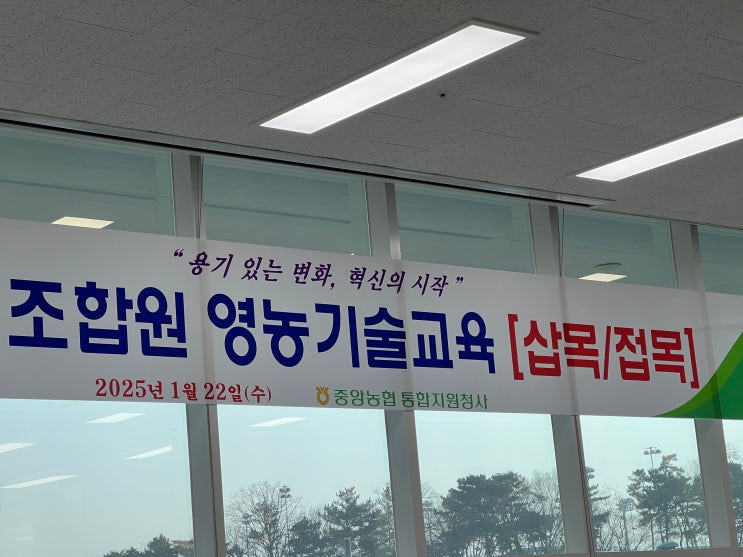 “용기 있는 변화, 혁신의 시작”
조합원 영농기술교육 [삽목/접목]
2025년 1월 22일(수) 중앙농협 통합지원청사